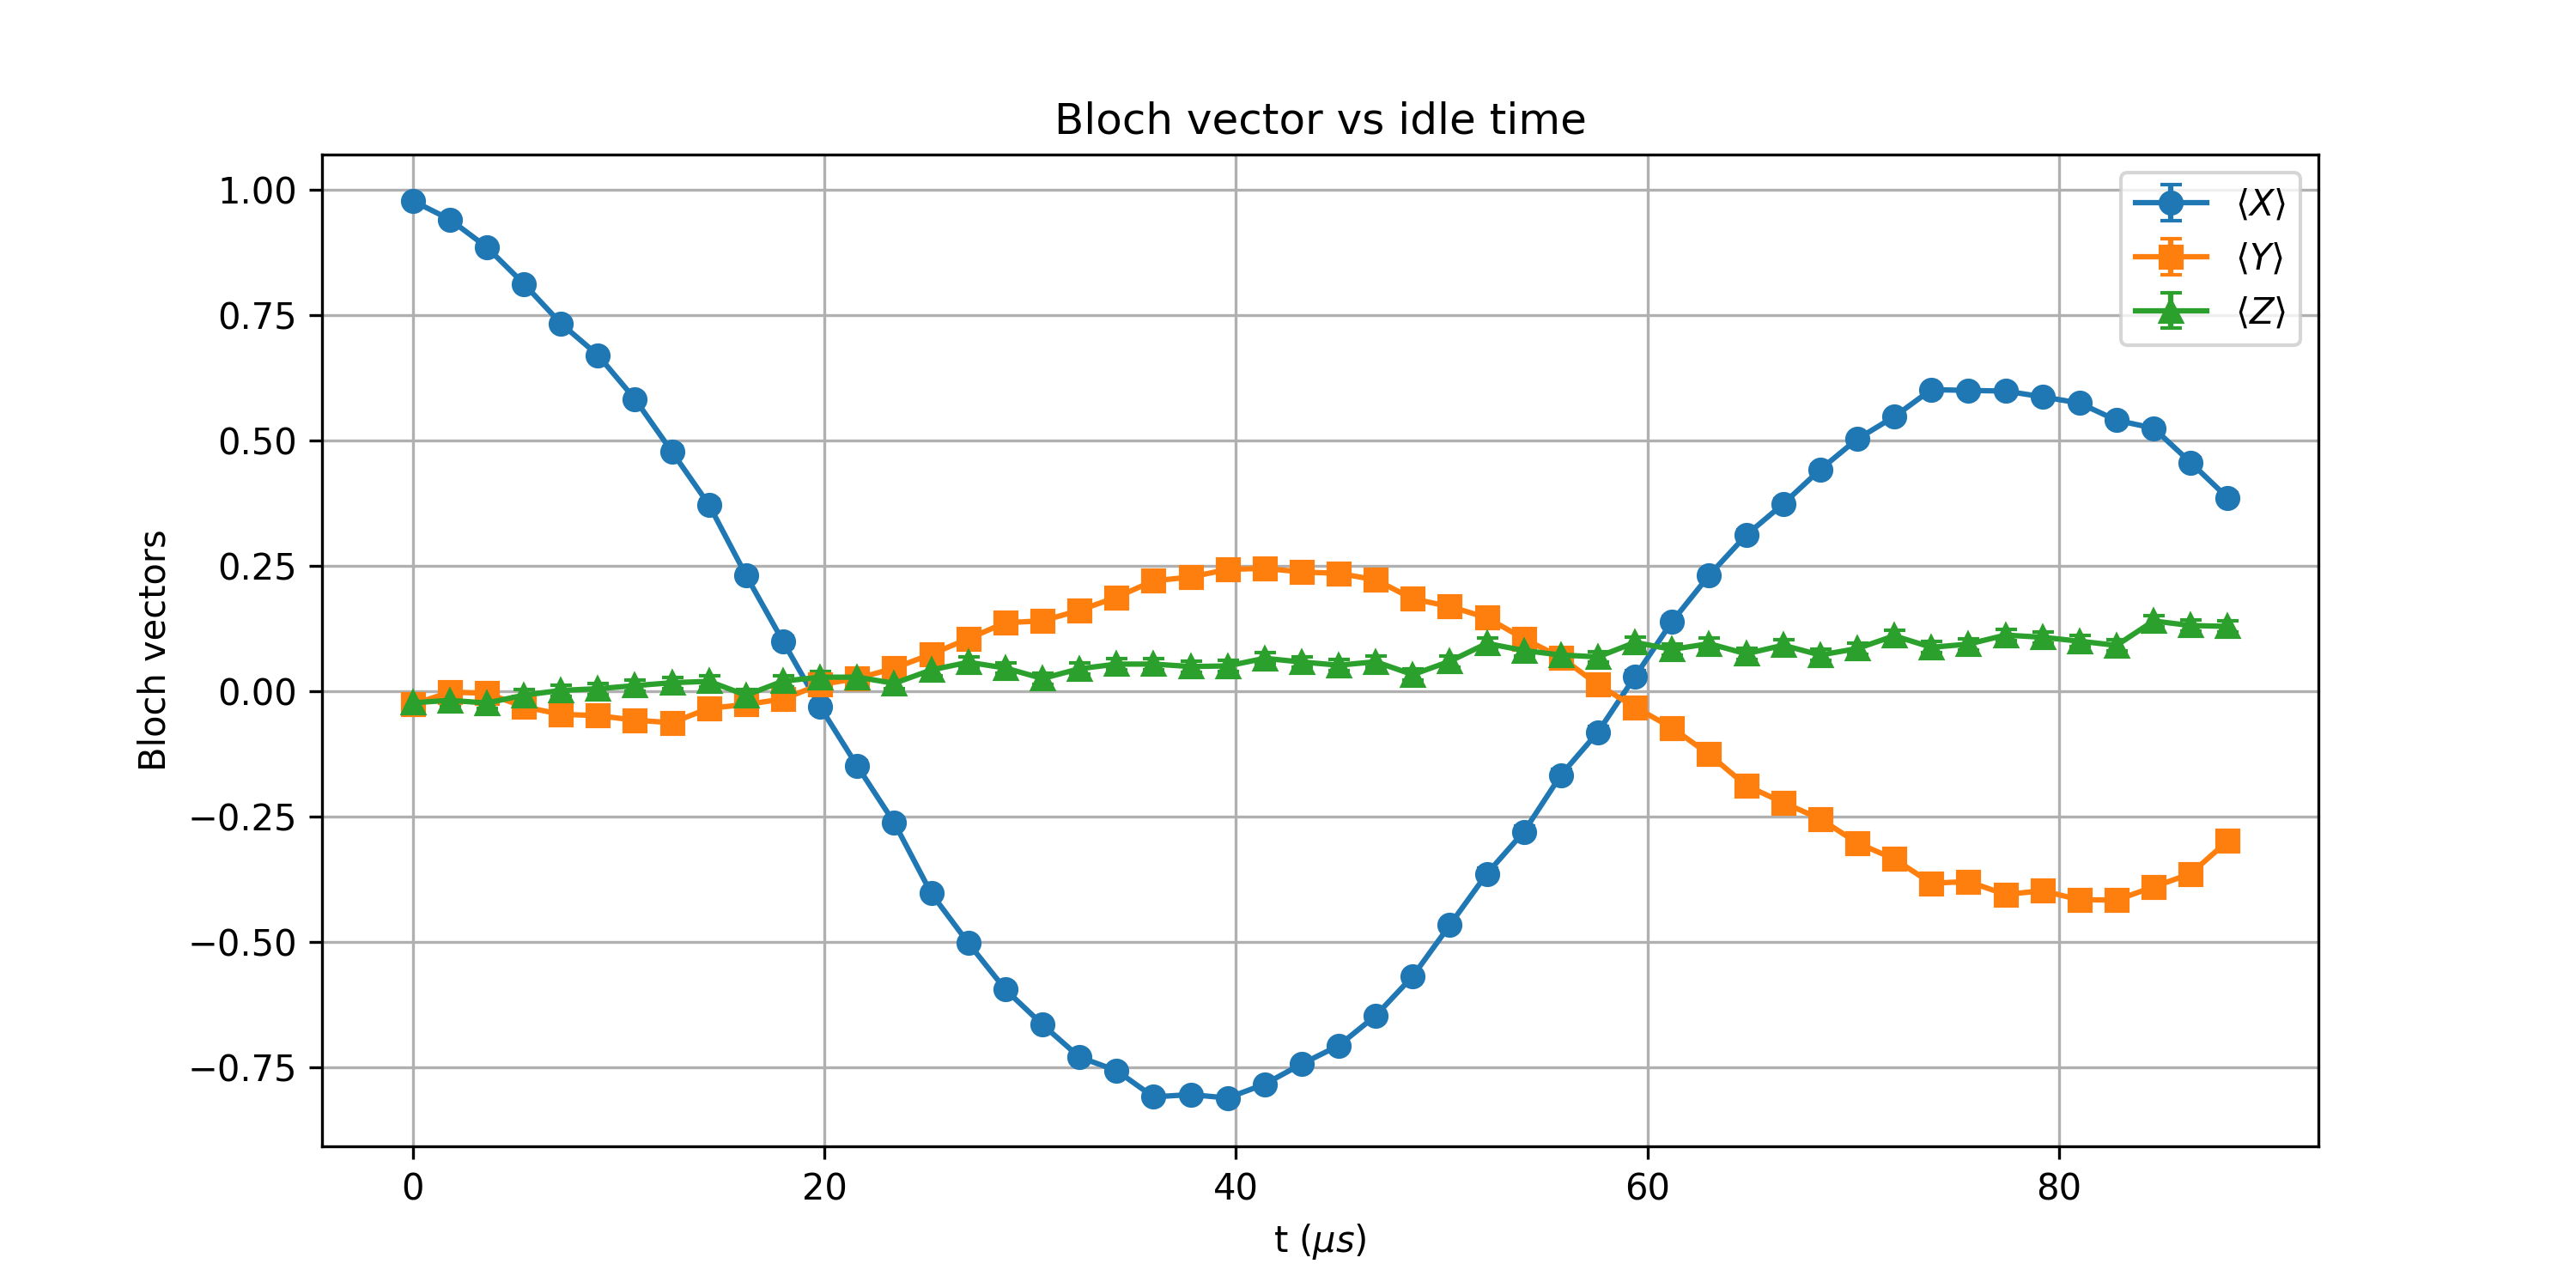 Bloch vector vs idle time
⟨X⟩
⟨Y⟩
⟨Z⟩
Bloch vectors
1.00
0.75
0.50
0.25
0.00
−0.25
−0.50
−0.75
0
20
40
60
80
t (μs)